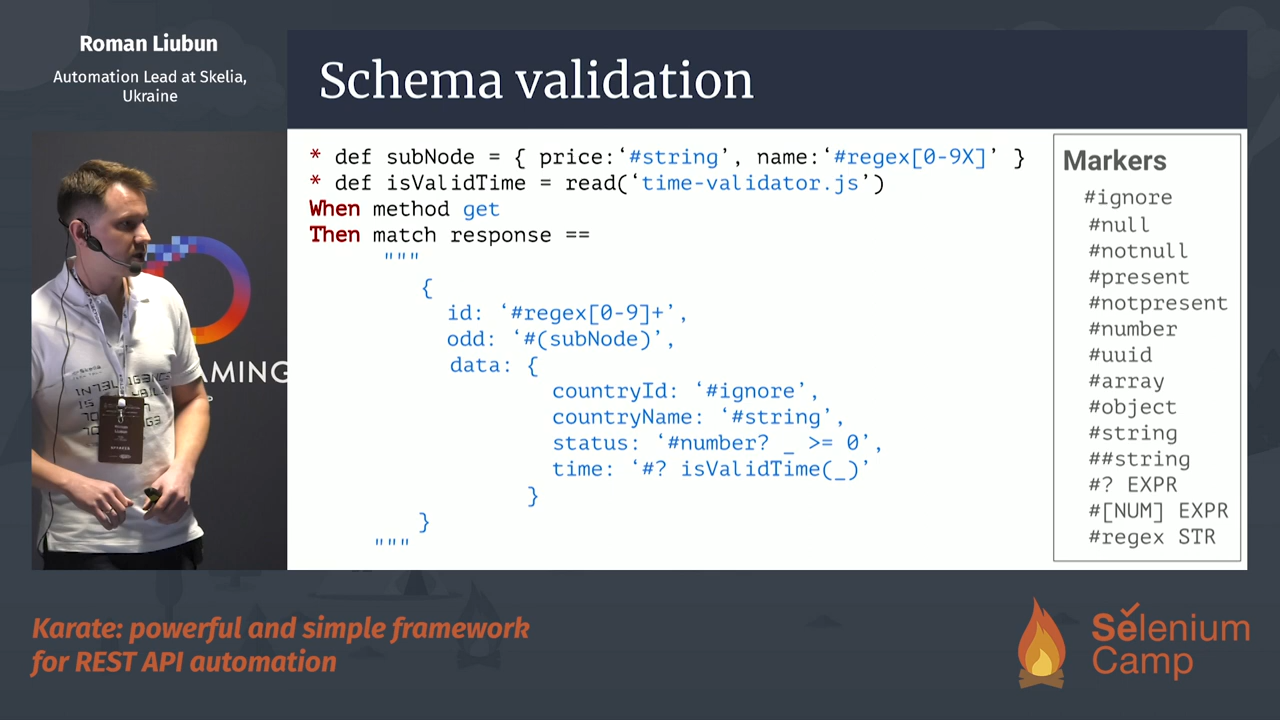 Roman Liubun
Automation Lead at Skelia,
Ukraine
Schema validation
* def subNode = { price:‘#string’, name:‘#regex[0-9X]’ }
* def isValidTime = read(‘time-validator.js’)
When method get
Then match response ==
"""
{
id: ‘#regex[0-9]+’,
odd: ‘#(subNode)’,
data: {
countryId: ‘#ignore’,
countryName: ‘#string’,
status: ‘#number? _ >= 0’,
time: ‘#? isValidTime(_)’
}
}
"""
Markers
#ignore
#null
#notnull
#present
#notpresent
#number
#uuid
#array
#object
#string
##string
#? EXPR
#[NUM] EXPR
#regex STR
AMING
Karate: powerful and simple framework
for REST API automation
Selenium
Camp